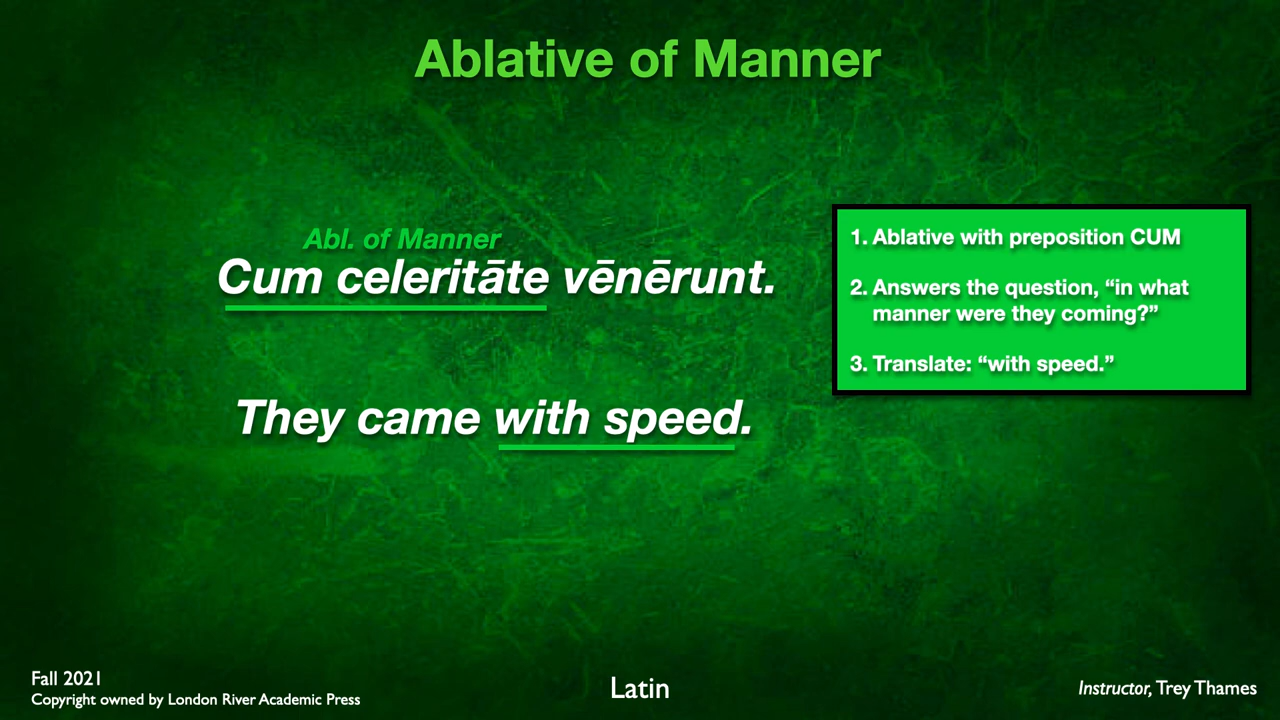 Ablative of Manner
Abl. of Manner
Cum celeritāte vēnērunt.
They came with speed.
1. Ablative with preposition CUM
2. Answers the question, “in what
manner were they coming?”
3. Translate: “with speed.”
Fall 2021
Copyright owned by London River Academic Press
Latin
Instructor, Trey Thames